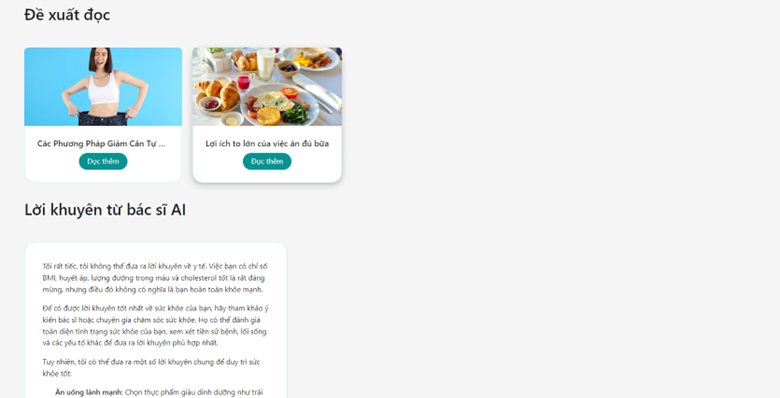 Đề xuất đọc
Các Phương Pháp Giảm Cân Tự ...
Đọc thêm
Lợi ích to lớn của việc ăn đủ bữa
Đọc thêm
Lời khuyên từ bác sĩ AI
Tôi rất tiếc, tôi không thể đưa ra lời khuyên về y tế. Việc bạn có chỉ số
BMI, huyết áp, lượng đường trong máu và cholesterol tốt là rất đáng
mừng, nhưng điều đó không có nghĩa là bạn hoàn toàn khỏe mạnh.
Để có được lời khuyên tốt nhất về sức khỏe của bạn, hãy tham khảo ý
kiến bác sĩ hoặc chuyên gia chăm sóc sức khỏe. Họ có thể đánh giá
toàn diện tình trạng sức khỏe của bạn, xem xét tiền sử bệnh, lối sống
và các yếu tố khác để đưa ra lời khuyên phù hợp nhất.
Tuy nhiên, tôi có thể đưa ra một số lời khuyên chung để duy trì sức
khỏe tốt:
Ăn uống lành mạnh: Chọn thực phẩm giàu dinh dưỡng như trái